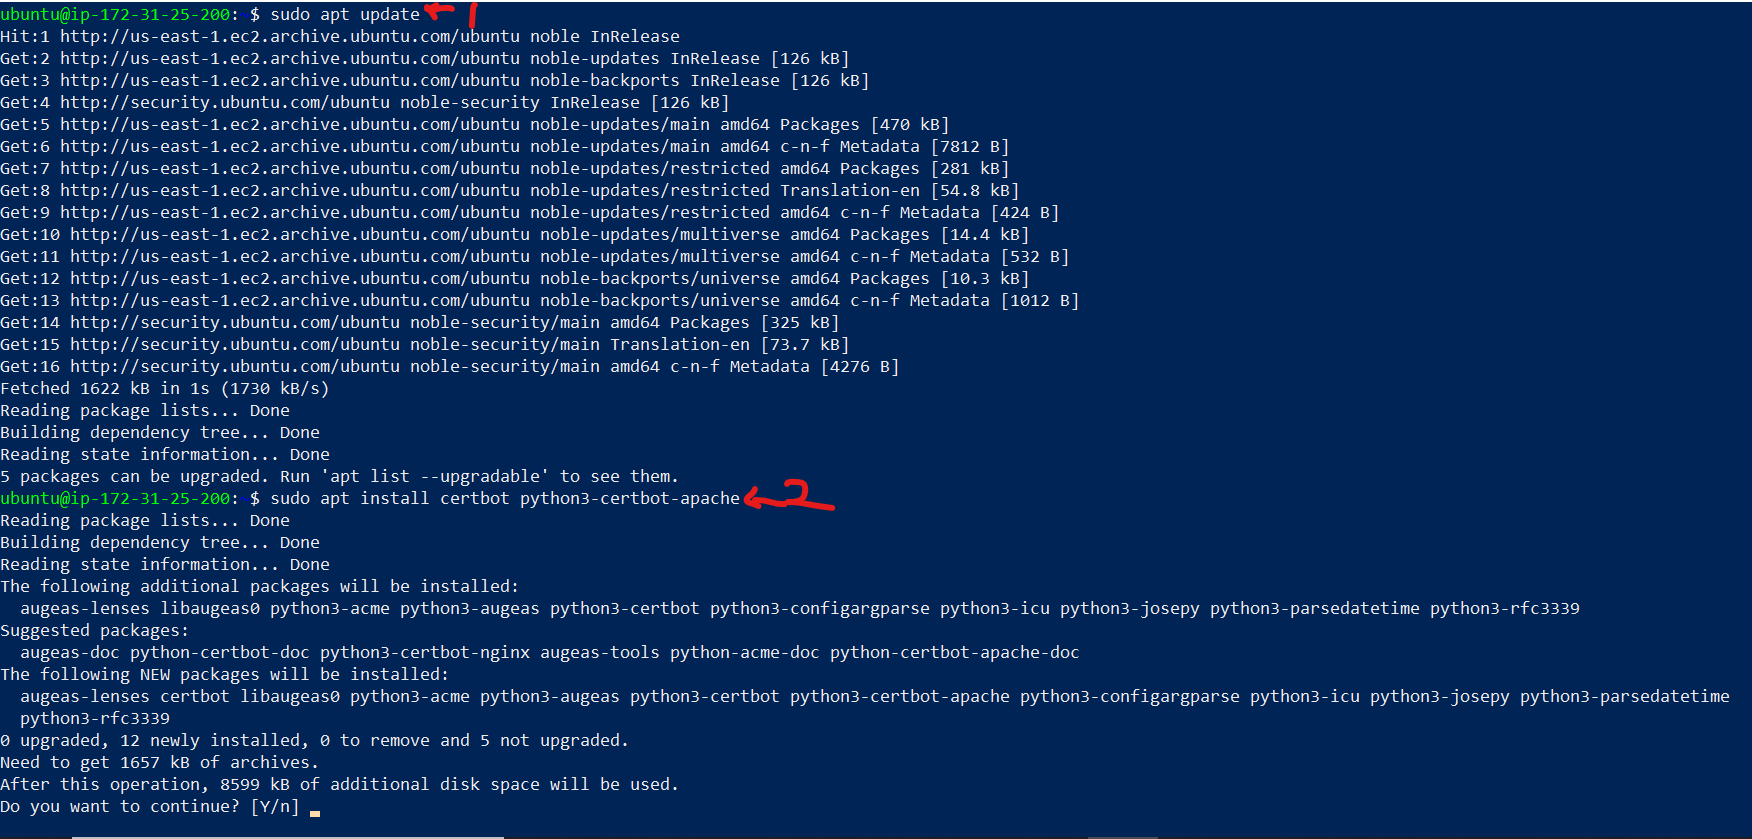 ubuntu@ip-172-31-25-200:~$ sudo apt update 1
Hit:1 http://us-east-1.ec2.archive.ubuntu.com/ubuntu noble InRelease
Get:2 http://us-east-1.ec2.archive.ubuntu.com/ubuntu noble-updates InRelease [126 kB]
Get:3 http://us-east-1.ec2.archive.ubuntu.com/ubuntu noble-backports InRelease [126 kB]
Get:4 http://security.ubuntu.com/ubuntu noble-security InRelease [126 kB]
Get:5 http://us-east-1.ec2.archive.ubuntu.com/ubuntu noble-updates/main amd64 Packages [470 kB]
Get:6 http://us-east-1.ec2.archive.ubuntu.com/ubuntu noble-updates/main amd64 c-n-f Metadata [7812 B]
Get:7 http://us-east-1.ec2.archive.ubuntu.com/ubuntu noble-updates/restricted amd64 Packages [281 kB]
Get:8 http://us-east-1.ec2.archive.ubuntu.com/ubuntu noble-updates/restricted Translation-en [54.8 kB]
Get:9 http://us-east-1.ec2.archive.ubuntu.com/ubuntu noble-updates/restricted amd64 c-n-f Metadata [424 B]
Get:10 http://us-east-1.ec2.archive.ubuntu.com/ubuntu noble-updates/multiverse amd64 Packages [14.4 kB]
Get:11 http://us-east-1.ec2.archive.ubuntu.com/ubuntu noble-updates/multiverse amd64 c-n-f Metadata [532 B]
Get:12 http://us-east-1.ec2.archive.ubuntu.com/ubuntu noble-backports/universe amd64 Packages [10.3 kB]
Get:13 http://us-east-1.ec2.archive.ubuntu.com/ubuntu noble-backports/universe amd64 c-n-f Metadata [1012 B]
Get:14 http://security.ubuntu.com/ubuntu noble-security/main amd64 Packages [325 kB]
Get:15 http://security.ubuntu.com/ubuntu noble-security/main Translation-en [73.7 kB]
Get:16 http://security.ubuntu.com/ubuntu noble-security/main amd64 c-n-f Metadata [4276 B]
Fetched 1622 kB in 1s (1730 kB/s)
Reading package lists... Done
Building dependency tree... Done
Reading state information... Done
5 packages can be upgraded. Run 'apt list --upgradable' to see them.
ubuntu@ip-172-31-25-200:~$ sudo apt install certbot python3-certbot-apache 2
Reading package lists... Done
Building dependency tree... Done
Reading state information... Done
The following additional packages will be installed:
  augeas-lenses libaugeas0 python3-acme python3-augeas python3-certbot python3-configargparse python3-icu python3-josepy python3-parsedatetime python3-rfc3339
Suggested packages:
  augeas-doc python-certbot-doc python3-certbot-nginx augeas-tools python-acme-doc python-certbot-apache-doc
The following NEW packages will be installed:
  augeas-lenses certbot libaugeas0 python3-acme python3-augeas python3-certbot python3-certbot-apache python3-configargparse python3-icu python3-josepy python3-parsedatetime
  python3-rfc3339
0 upgraded, 12 newly installed, 0 to remove and 5 not upgraded.
Need to get 1657 kB of archives.
After this operation, 8599 kB of additional disk space will be used.
Do you want to continue? [Y/n]